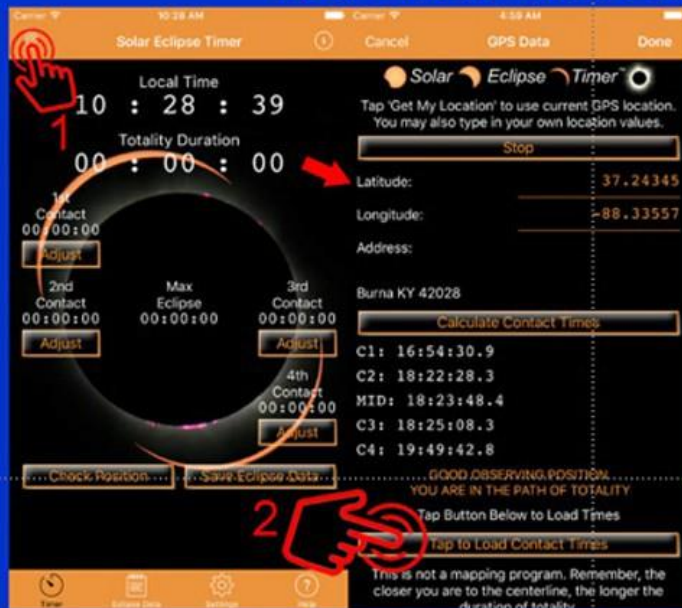 Carrier
10:28 AM
Solar Eclipse Timer
1
Local Time
10 : 28 : 39
Totality Duration
00 : 00 : 00
1st
Contact
00:00:00
Adjust
2nd
Contact
00:00:00
Adjust
Max
Eclipse
00:00:00
3rd
Contact
00:00:00
Adjust
4th
Contact
00:00:00
Adjust
Check Position
Save Eclipse Data
Timer
Eclipse Data
Settings
Help
Carrier
4:59 AM
Cancel
GPS Data
Done
Solar Eclipse Timer™
Tap 'Get My Location' to use current GPS location.
You may also type in your own location values.
Stop
Latitude: 37.24345
Longitude: -88.33557
Address:
Burna KY 42028
Calculate Contact Times
C1: 16:54:30.9
C2: 18:22:28.3
MID: 18:23:48.4
C3: 18:25:08.3
C4: 19:49:42.8
GOOD OBSERVING POSITION
YOU ARE IN THE PATH OF TOTALITY
Tap Button Below to Load Times
2
Tap to Load Contact Times
This is not a mapping program. Remember, the
closer you are to the centerline, the longer the
duration of totality